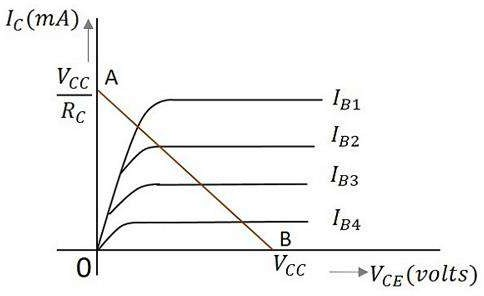 I_C(mA)
V_CC A
R_C
I_B1
I_B2
I_B3
I_B4
B
0 V_CC V_CE(volts)